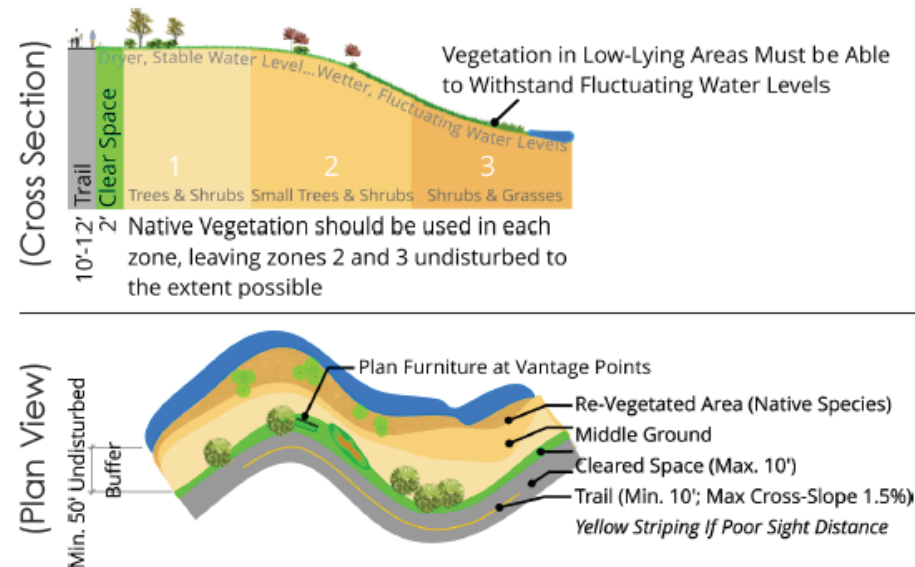 (Cross Section)
Dryer, Stable Water Level...Wetter, Fluctuating Water Levels
Vegetation in Low-Lying Areas Must be Able
to Withstand Fluctuating Water Levels
Trail
Clear Space
1
Trees & Shrubs
2
Small Trees & Shrubs
3
Shrubs & Grasses
10'-12'
2'
Native Vegetation should be used in each
zone, leaving zones 2 and 3 undisturbed to
the extent possible
(Plan View)
Min. 50' Undisturbed
Buffer
Plan Furniture at Vantage Points
Re-Vegetated Area (Native Species)
Middle Ground
Cleared Space (Max. 10')
Trail (Min. 10'; Max Cross-Slope 1.5%)
Yellow Striping If Poor Sight Distance